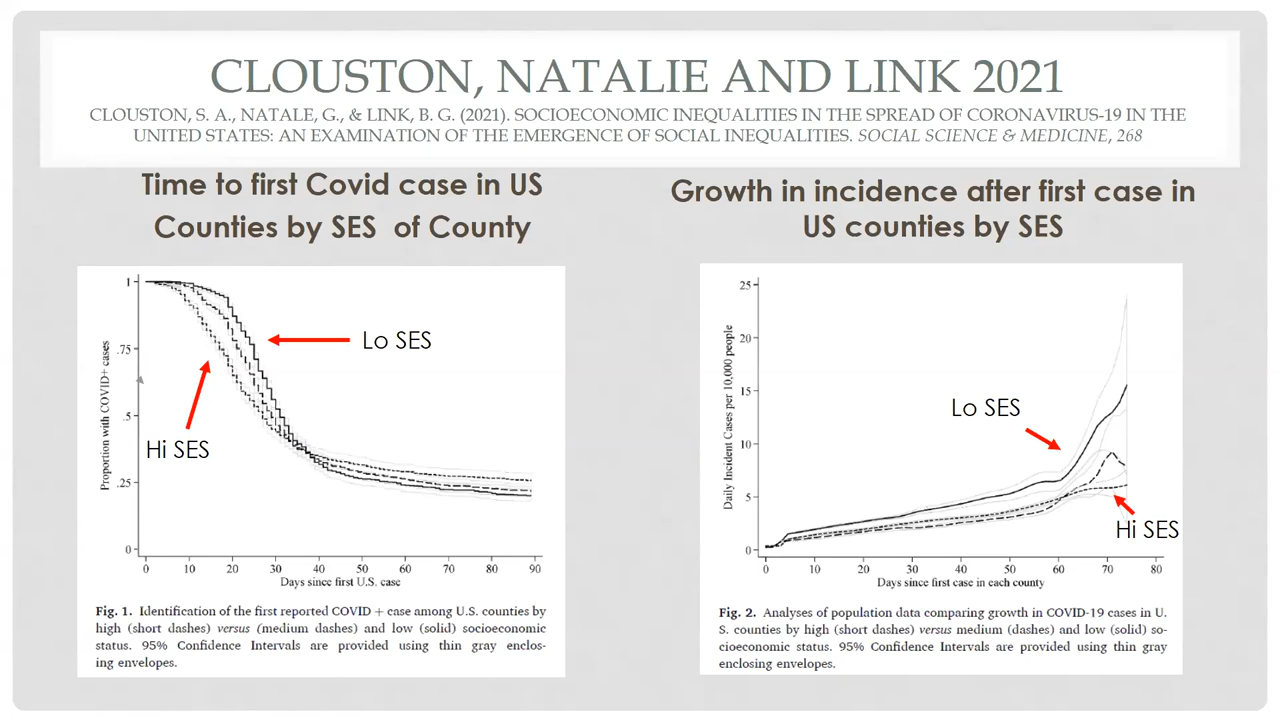 CLOUSTON, NATALIE AND LINK 2021
CLOUSTON, S. A., NATALE, G., & LINK, B. G. (2021). SOCIOECONOMIC INEQUALITIES IN THE SPREAD OF CORONAVIRUS-19 IN THE
UNITED STATES: AN EXAMINATION OF THE EMERGENCE OF SOCIAL INEQUALITIES. SOCIAL SCIENCE & MEDICINE, 268
Time to first Covid case in US
Counties by SES of County
Proportion with COVID+ cases
1
.75
.5
.25
0
Lo SES
Hi SES
0 10 20 30 40 50 60 70 80 90
Days since first U.S. case
Fig. 1. Identification of the first reported COVID + case among U.S. counties by
high (short dashes) versus (medium dashes) and low (solid) socioeconomic
status. 95% Confidence Intervals are provided using thin gray enclos-
ing envelopes.
Growth in incidence after first case in
US counties by SES
Daily Incident Cases per 10,000 people
25
20
15
10
5
0
Lo SES
Hi SES
0 10 20 30 40 50 60 70 80
Days since first case in each county
Fig. 2. Analyses of population data comparing growth in COVID-19 cases in U.
S. counties by high (short dashes) versus medium (dashes) and low (solid) so-
cioeconomic status. 95% Confidence Intervals are provided using thin gray
enclosing envelopes.